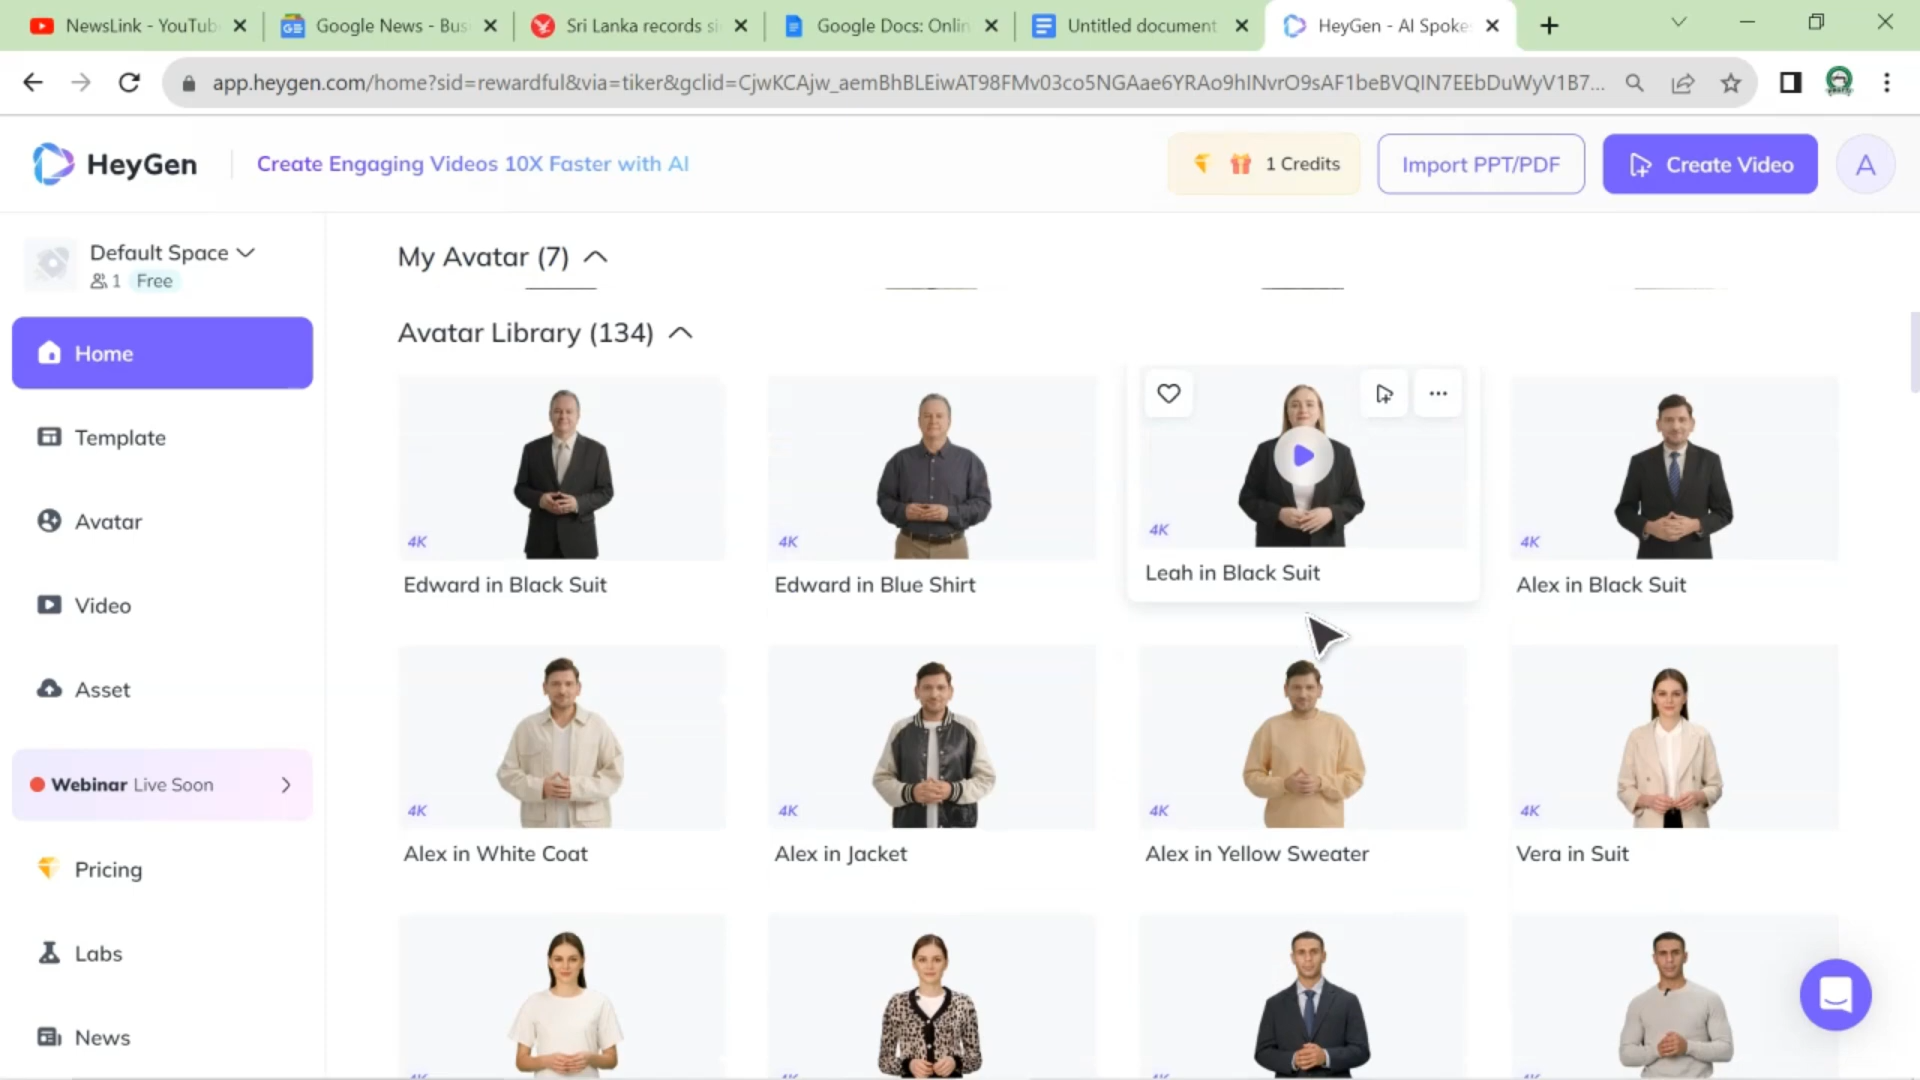 NewsLink - YouTub
Google News - Bus
Sri Lanka records si
Google Docs: Onlin
Untitled document
HeyGen - AI Spoke
app.heygen.com/home?sid=rewardful&via=tiker&gclid=CjwKCAjw_aemBhBLEiwAT98FMv03co5NGAae6YRAo9hINvrO9sAF1beBVQIN7EEbDuWyV1B7...
HeyGen
Create Engaging Videos 10X Faster with AI
1 Credits
Import PPT/PDF
Create Video
A
Default Space
1 Free
Home
Template
Avatar
Video
Asset
Webinar Live Soon
Pricing
Labs
News
My Avatar (7)
Avatar Library (134)
4K
4K
4K
4K
Edward in Black Suit
Edward in Blue Shirt
Leah in Black Suit
Alex in Black Suit
4K
4K
4K
4K
Alex in White Coat
Alex in Jacket
Alex in Yellow Sweater
Vera in Suit